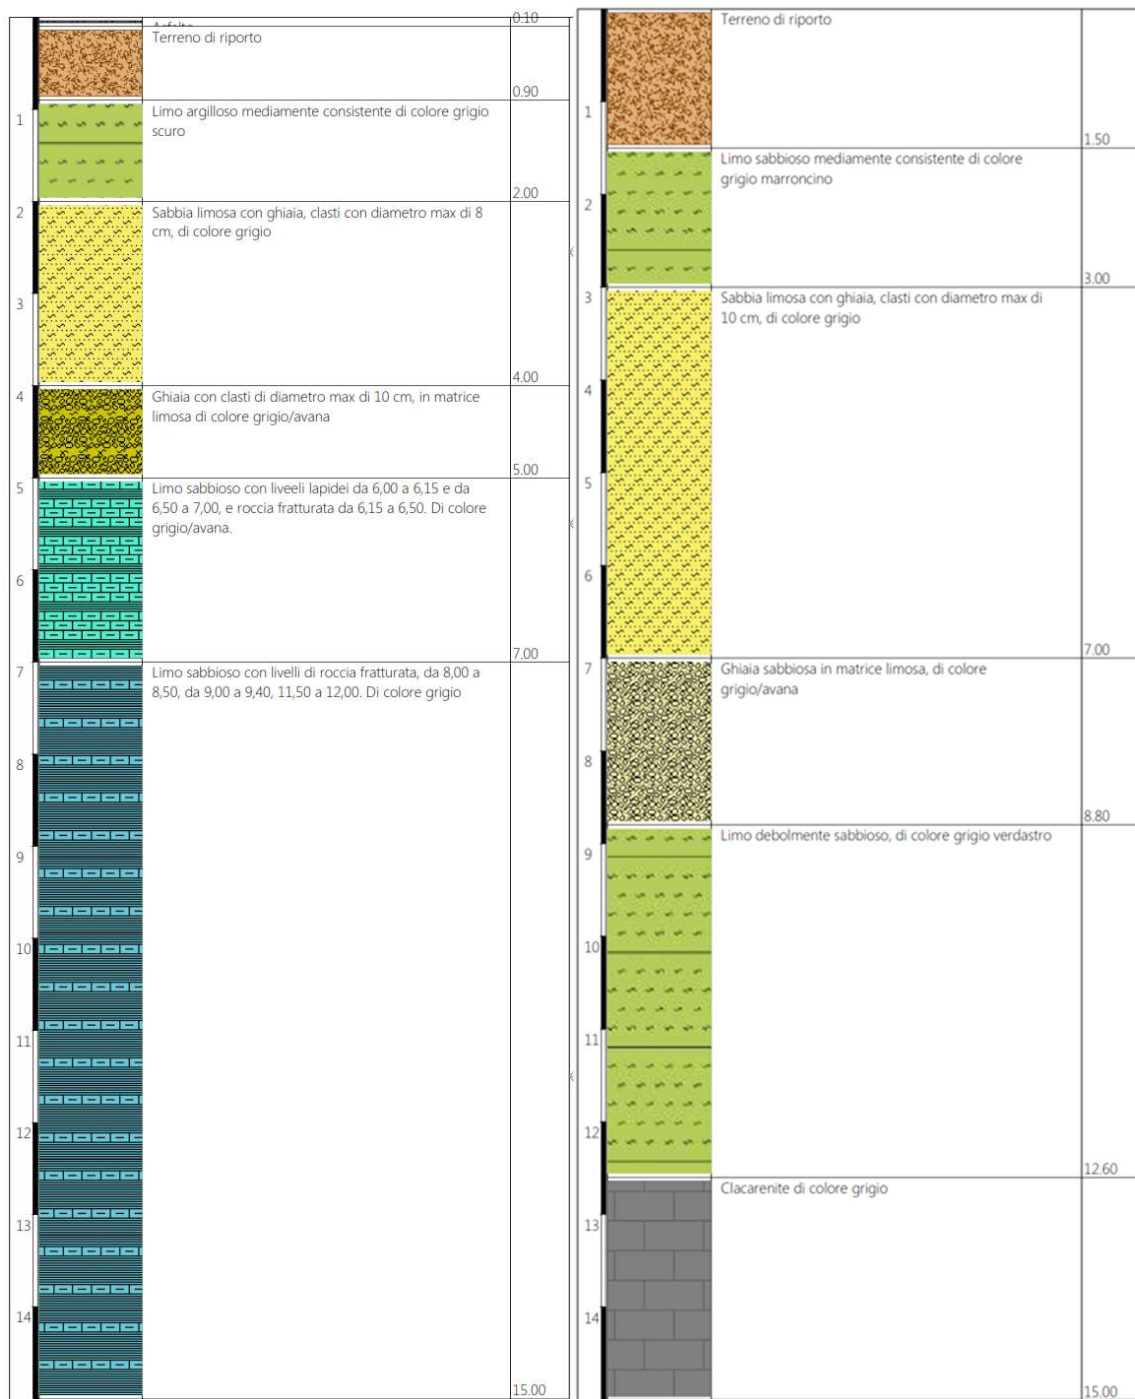 0.10
Asfalto
Terreno di riporto
0.90
1
Limo argilloso mediamente consistente di colore grigio
scuro
2.00
2
Sabbia limosa con ghiaia, clasti con diametro max di 8
cm, di colore grigio
3
4.00
4
Ghiaia con clasti di diametro max di 10 cm, in matrice
limosa di colore grigio/avana
5.00
5
Limo sabbioso con liveeli lapidei da 6,00 a 6,15 e da
6,50 a 7,00, e roccia fratturata da 6,15 a 6,50. Di colore
grigio/avana.
6
7.00
7
Limo sabbioso con livelli di roccia fratturata, da 8,00 a
8,50, da 9,00 a 9,40, 11,50 a 12,00. Di colore grigio
8
9
10
11
12
13
14
15.00
Terreno di riporto
1
1.50
Limo sabbioso mediamente consistente di colore
grigio marroncino
2
3.00
3
Sabbia limosa con ghiaia, clasti con diametro max di
10 cm, di colore grigio
4
5
6
7.00
7
Ghiaia sabbiosa in matrice limosa, di colore
grigio/avana
8
8.80
Limo debolmente sabbioso, di colore grigio verdastro
9
10
11
12
12.60
Clacarenite di colore grigio
13
14
15.00